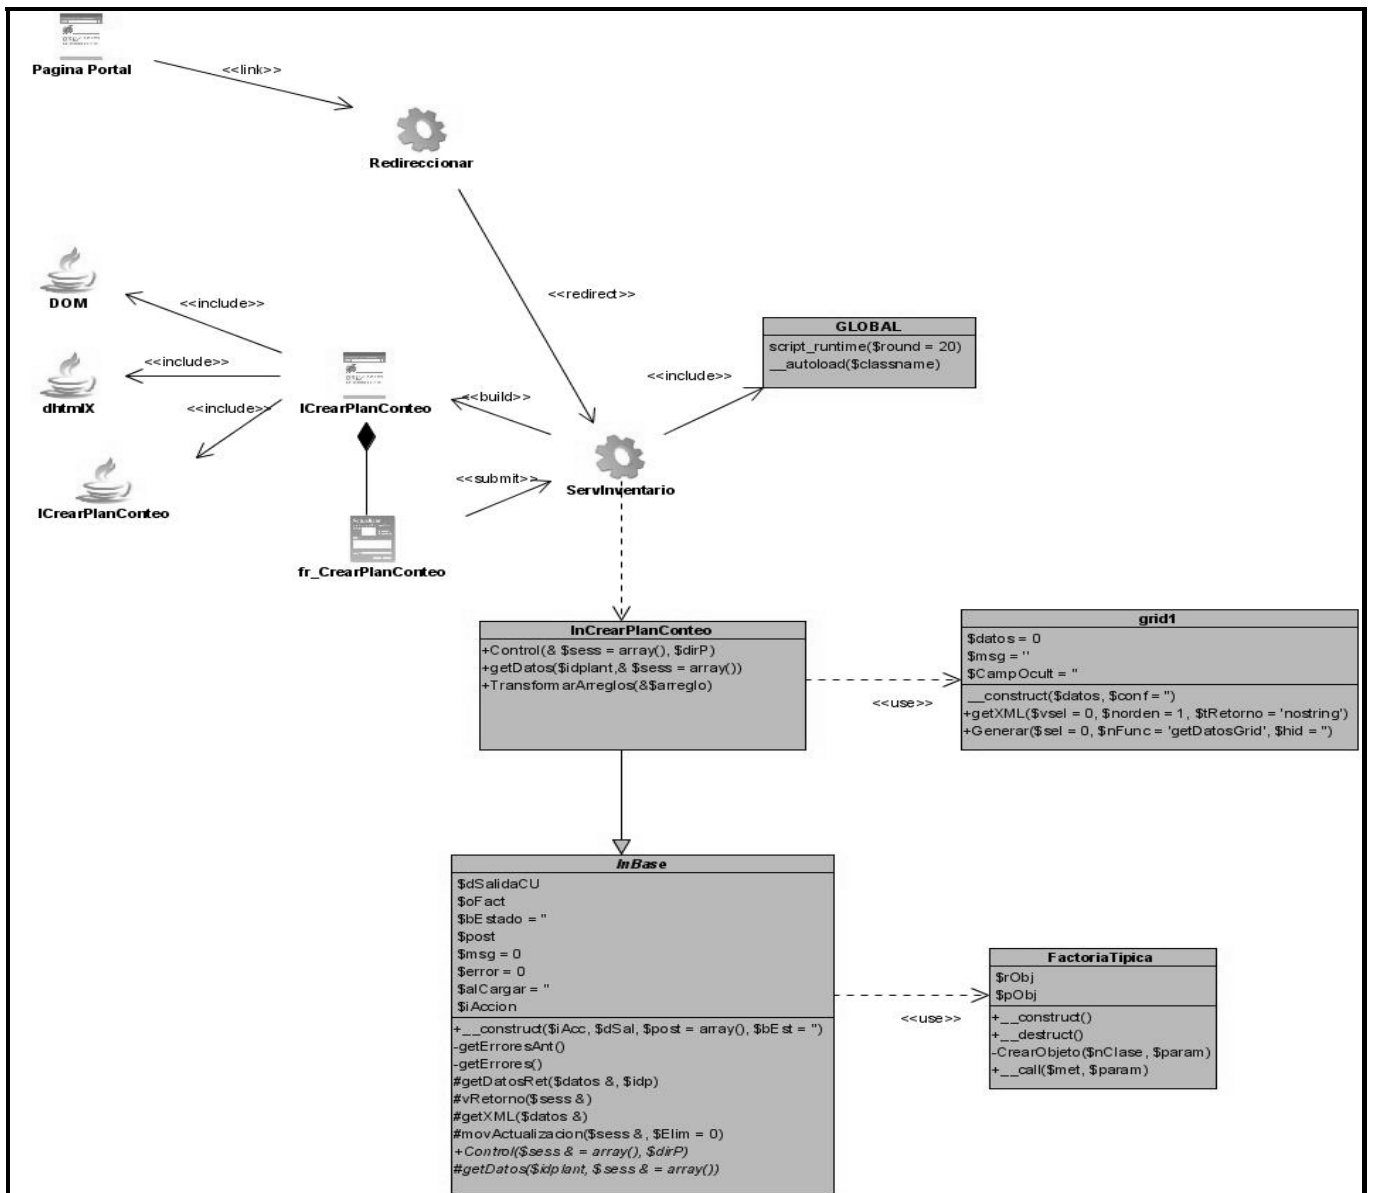 Pagina Portal
<<link>>
Redireccionar
<<redirect>>
DOM
<<include>>
dhtmlX
<<include>>
<<include>>
ICrearPlanConteo
ICrearPlanConteo
<<build>>
<<submit>>
fr_CrearPlanConteo
ServInventario
<<include>>
GLOBAL
script_runtime($round = 20)
__autoload($classname)
InCrearPlanConteo
+Control(& $sess = array(), $dirP)
+getDatos($idplant,& $sess = array())
+TransformarArreglos(&$arreglo)
<<use>>
grid1
$datos = 0
$msg = ''
$CampOcult = ''
__construct($datos, $conf = '')
+getXML($vsel = 0, $norden = 1, $tRetorno = 'nostring')
+Generar($sel = 0, $nFunc = 'getDatosGrid', $hid = '')
InBase
$dSalidaCU
$oFact
$bEstado = ''
$post
$msg = 0
$error = 0
$alCargar = ''
$iAccion
+__construct($iAcc, $dSal, $post = array(), $bEst = '')
-getErroresAnt()
-getErrores()
#getDatosRet($datos &, $idp)
#vRetorno($sess &)
#getXML($datos &)
#movActualizacion($sess &, $Elim = 0)
+Control($sess & = array(), $dirP)
#getDatos($idplant, $sess & = array())
<<use>>
FactoriaTipica
$rObj
$pObj
+__construct()
+__destruct()
-CrearObjeto($nClase, $param)
+__call($met, $param)